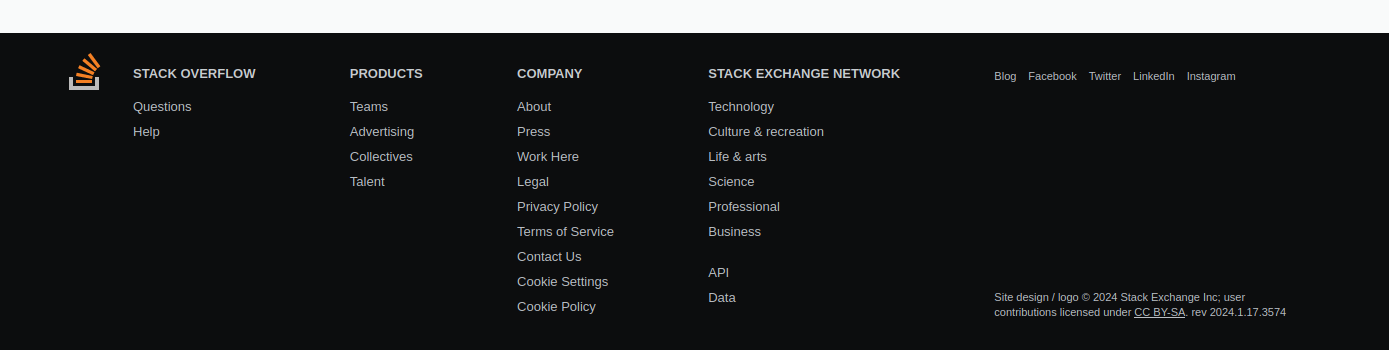 STACK OVERFLOW
Questions
Help
PRODUCTS
Teams
Advertising
Collectives
Talent
COMPANY
About
Press
Work Here
Legal
Privacy Policy
Terms of Service
Contact Us
Cookie Settings
Cookie Policy
STACK EXCHANGE NETWORK
Technology
Culture & recreation
Life & arts
Science
Professional
Business
API
Data
Blog Facebook Twitter LinkedIn Instagram
Site design / logo © 2024 Stack Exchange Inc; user
contributions licensed under CC BY-SA. rev 2024.1.17.3574